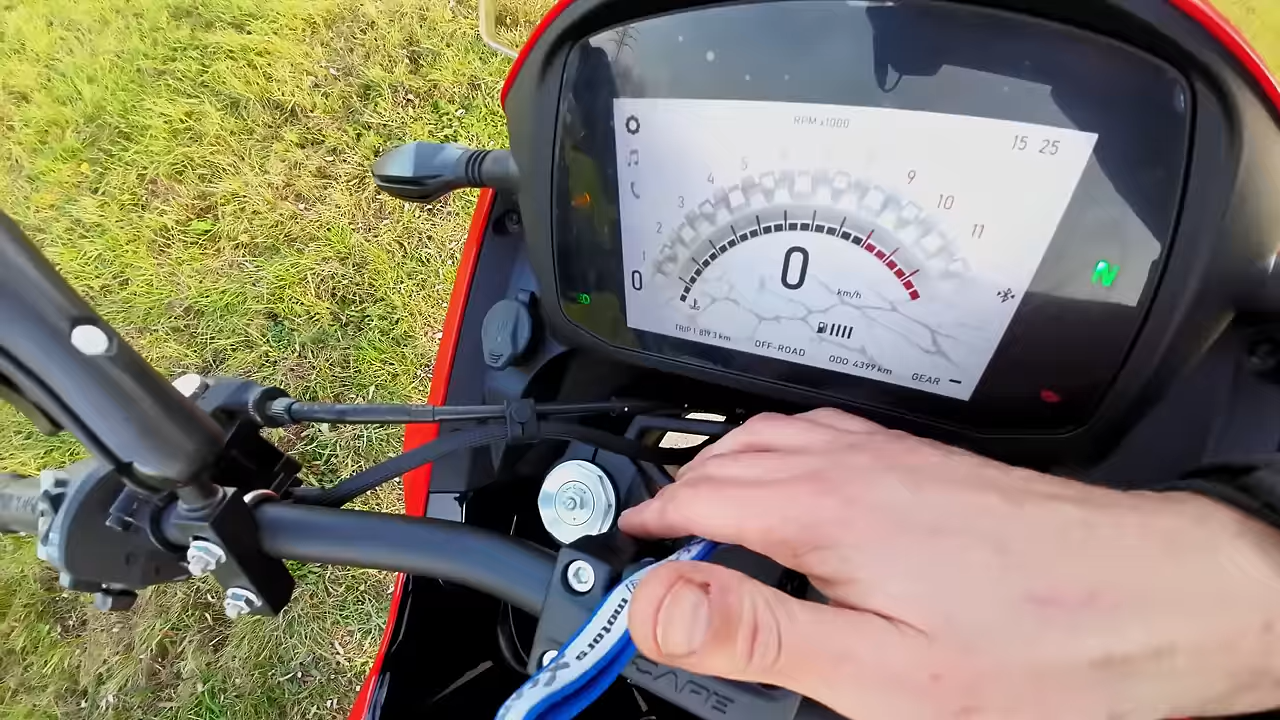 RPM x1000
15 25
1
2
3
4
5
9
10
11
0
0
km/h
TRIP 1 819.3 km
OFF-ROAD
ODO 4399 km
GEAR –
N
motors
CAPE